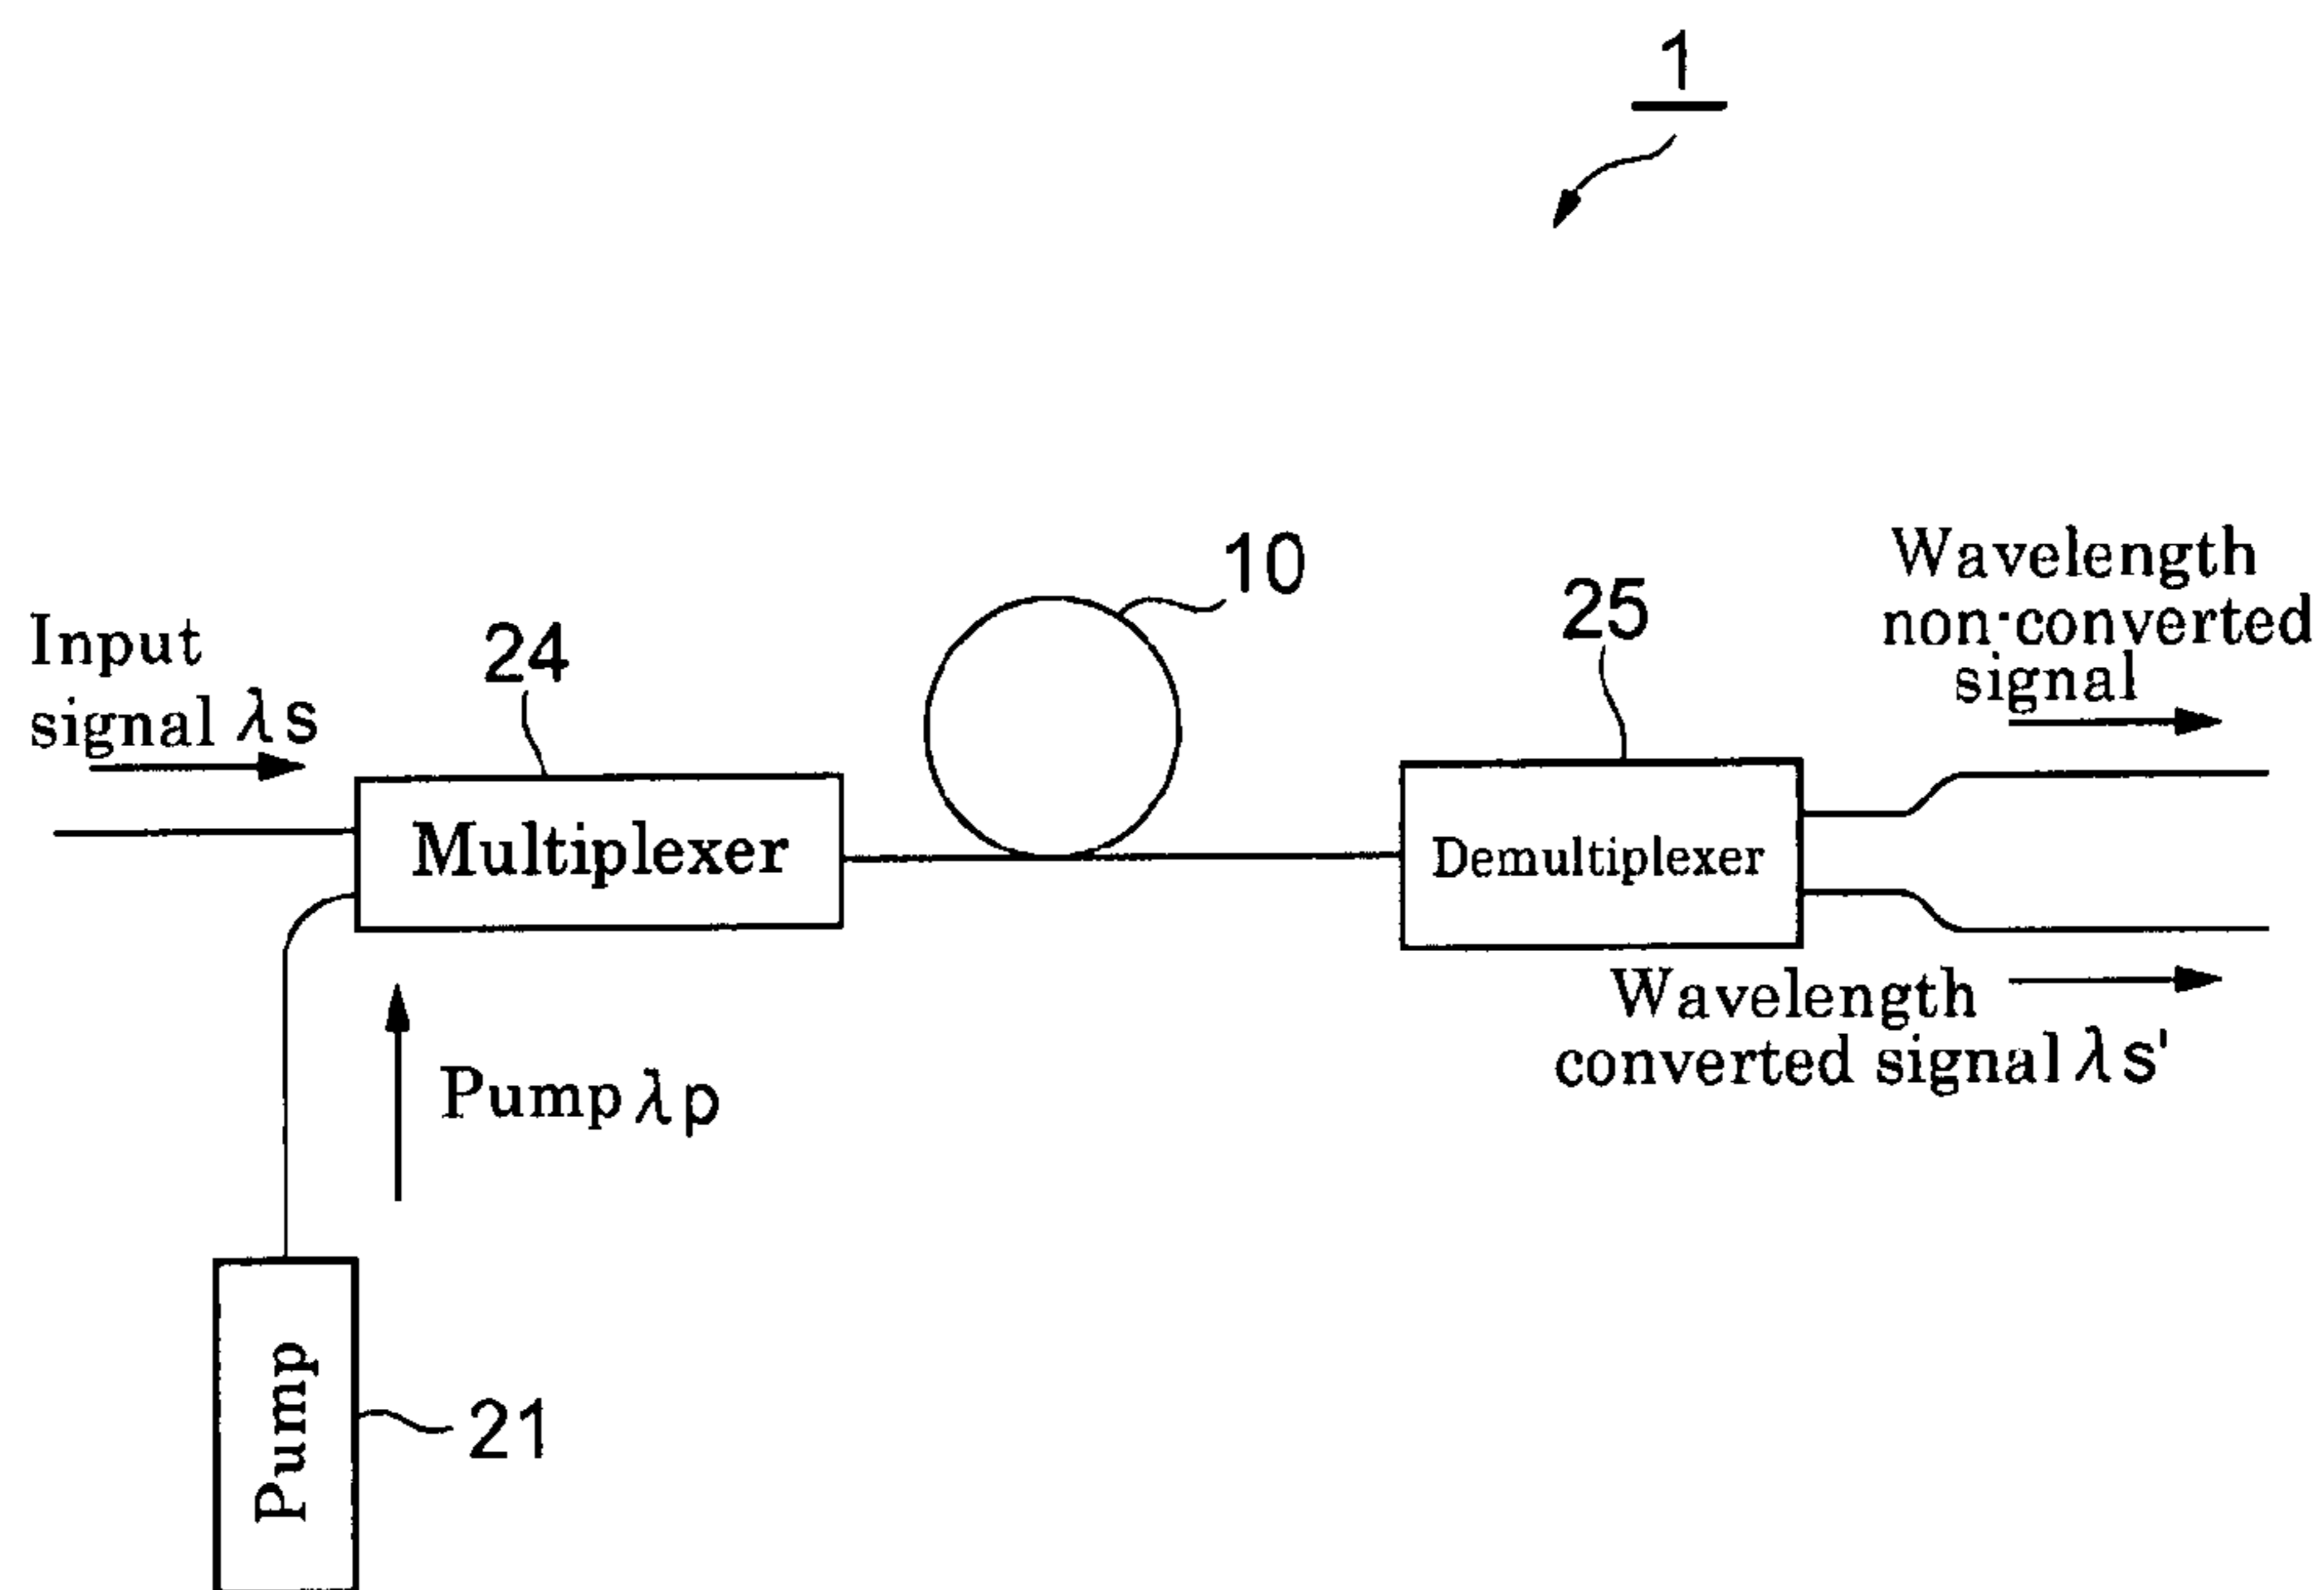 1
10
25
Wavelength
non-converted
signal
Input
signal λs
24
Multiplexer
Demultiplexer
Wavelength
converted signal λs'
Pump λp
Pump
21